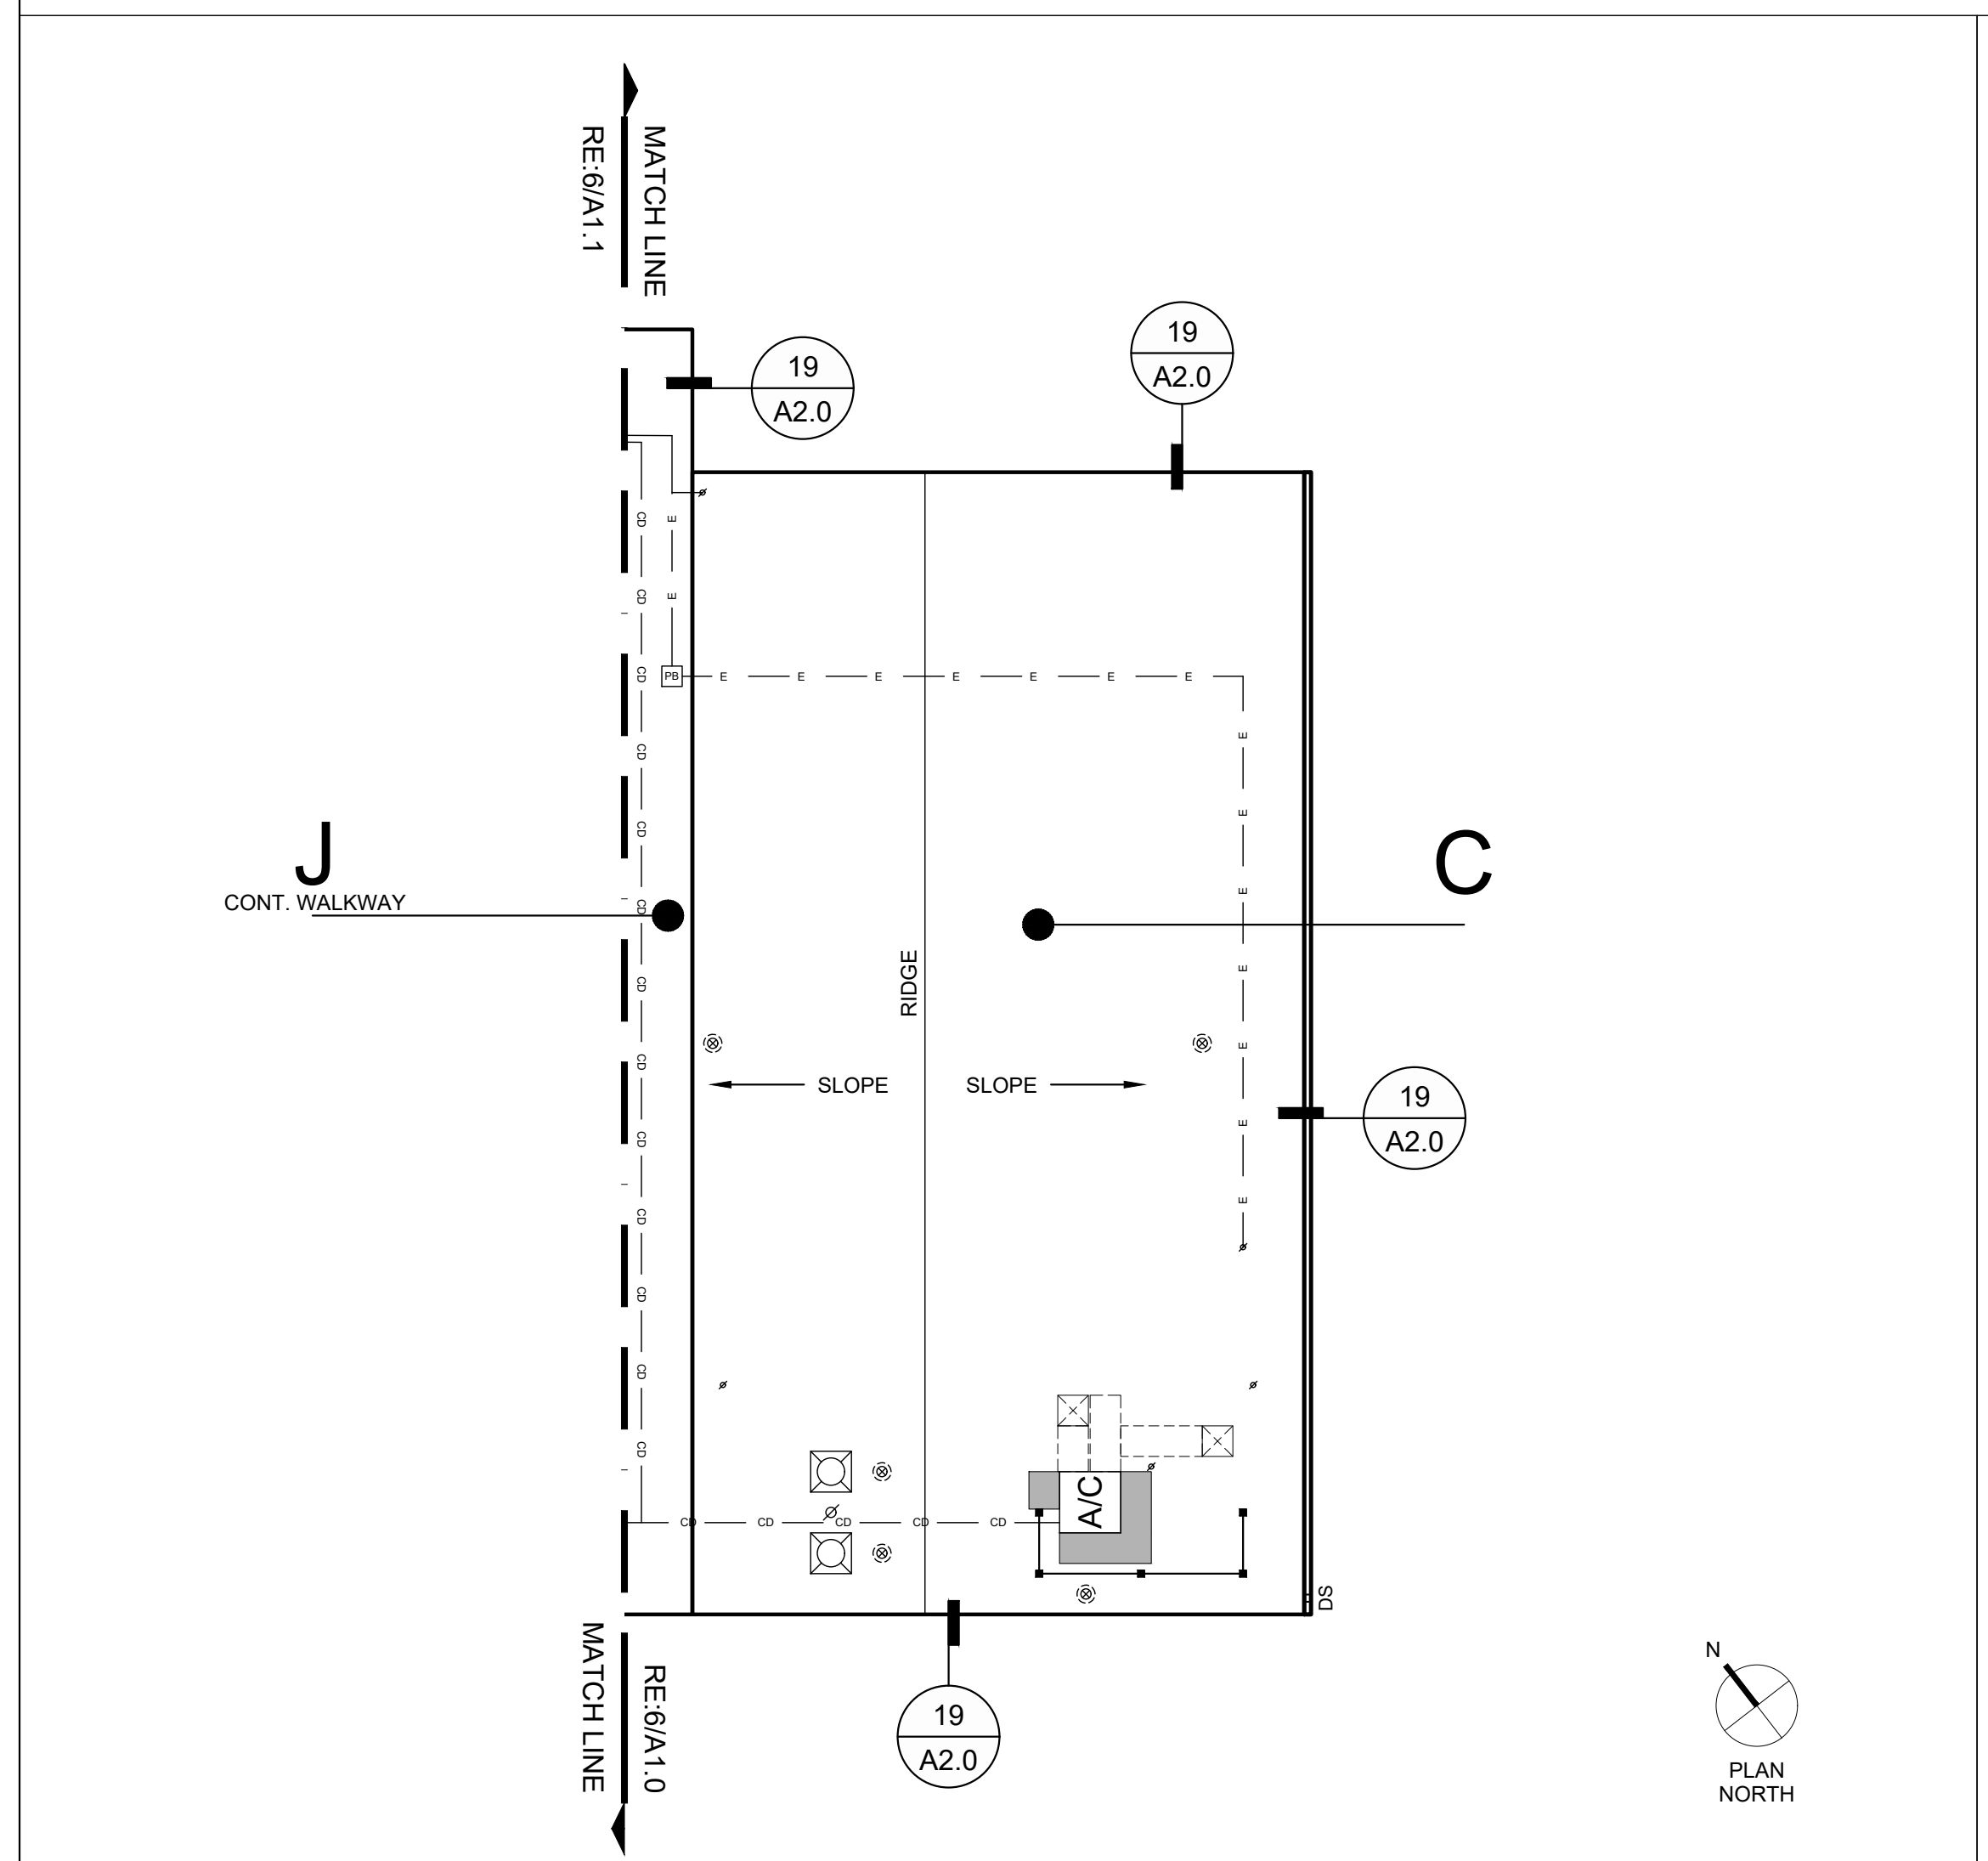 MATCH LINE
RE:6/A1.1
19
A2.0
19
A2.0
CD
E
CD
E
CD
PB
E
E
E
E
E
E
E
CD
E
CD
E
J
CONT. WALKWAY
C
CD
E
RIDGE
CD
E
CD
E
SLOPE
SLOPE
19
A2.0
CD
E
CD
E
CD
CD
CD
A/C
CD
CD
CD
CD
CD
DS
MATCH LINE
RE:6/A1.0
19
A2.0
N
PLAN
NORTH